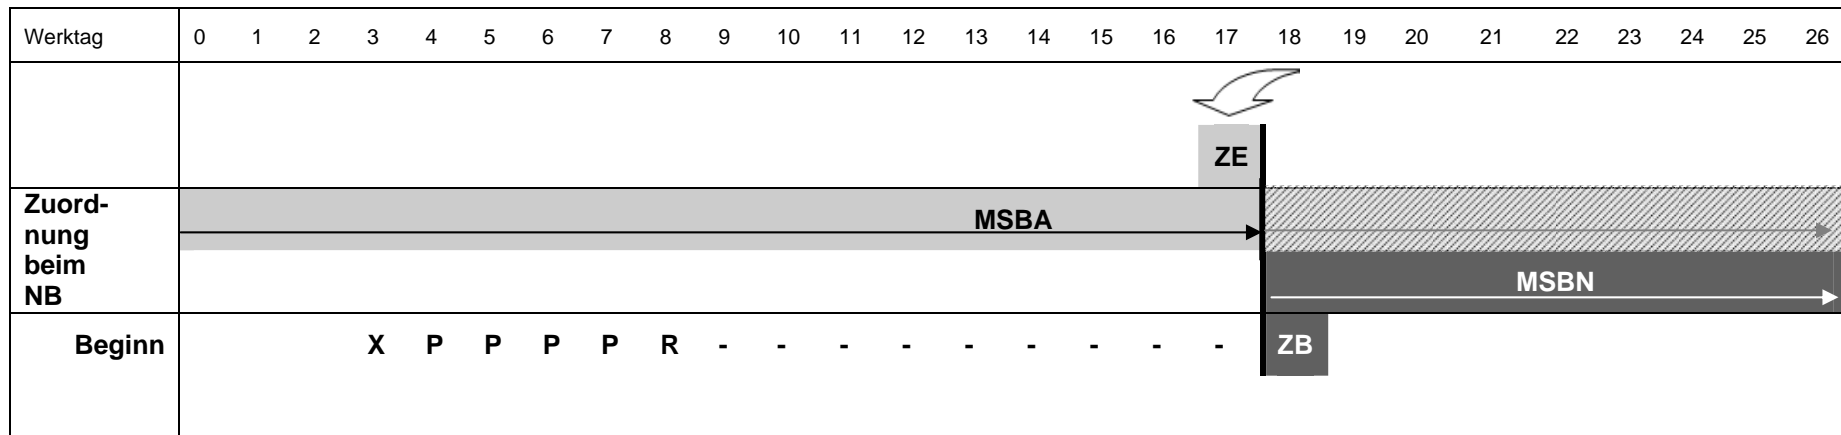 Werktag 0 1 2 3 4 5 6 7 8 9 10 11 12 13 14 15 16 17 18 19 20 21 22 23 24 25 26
ZE
Zuord-
nung
beim
NB
MSBA
MSBN
Beginn X P P P P R - - - - - - - - - ZB